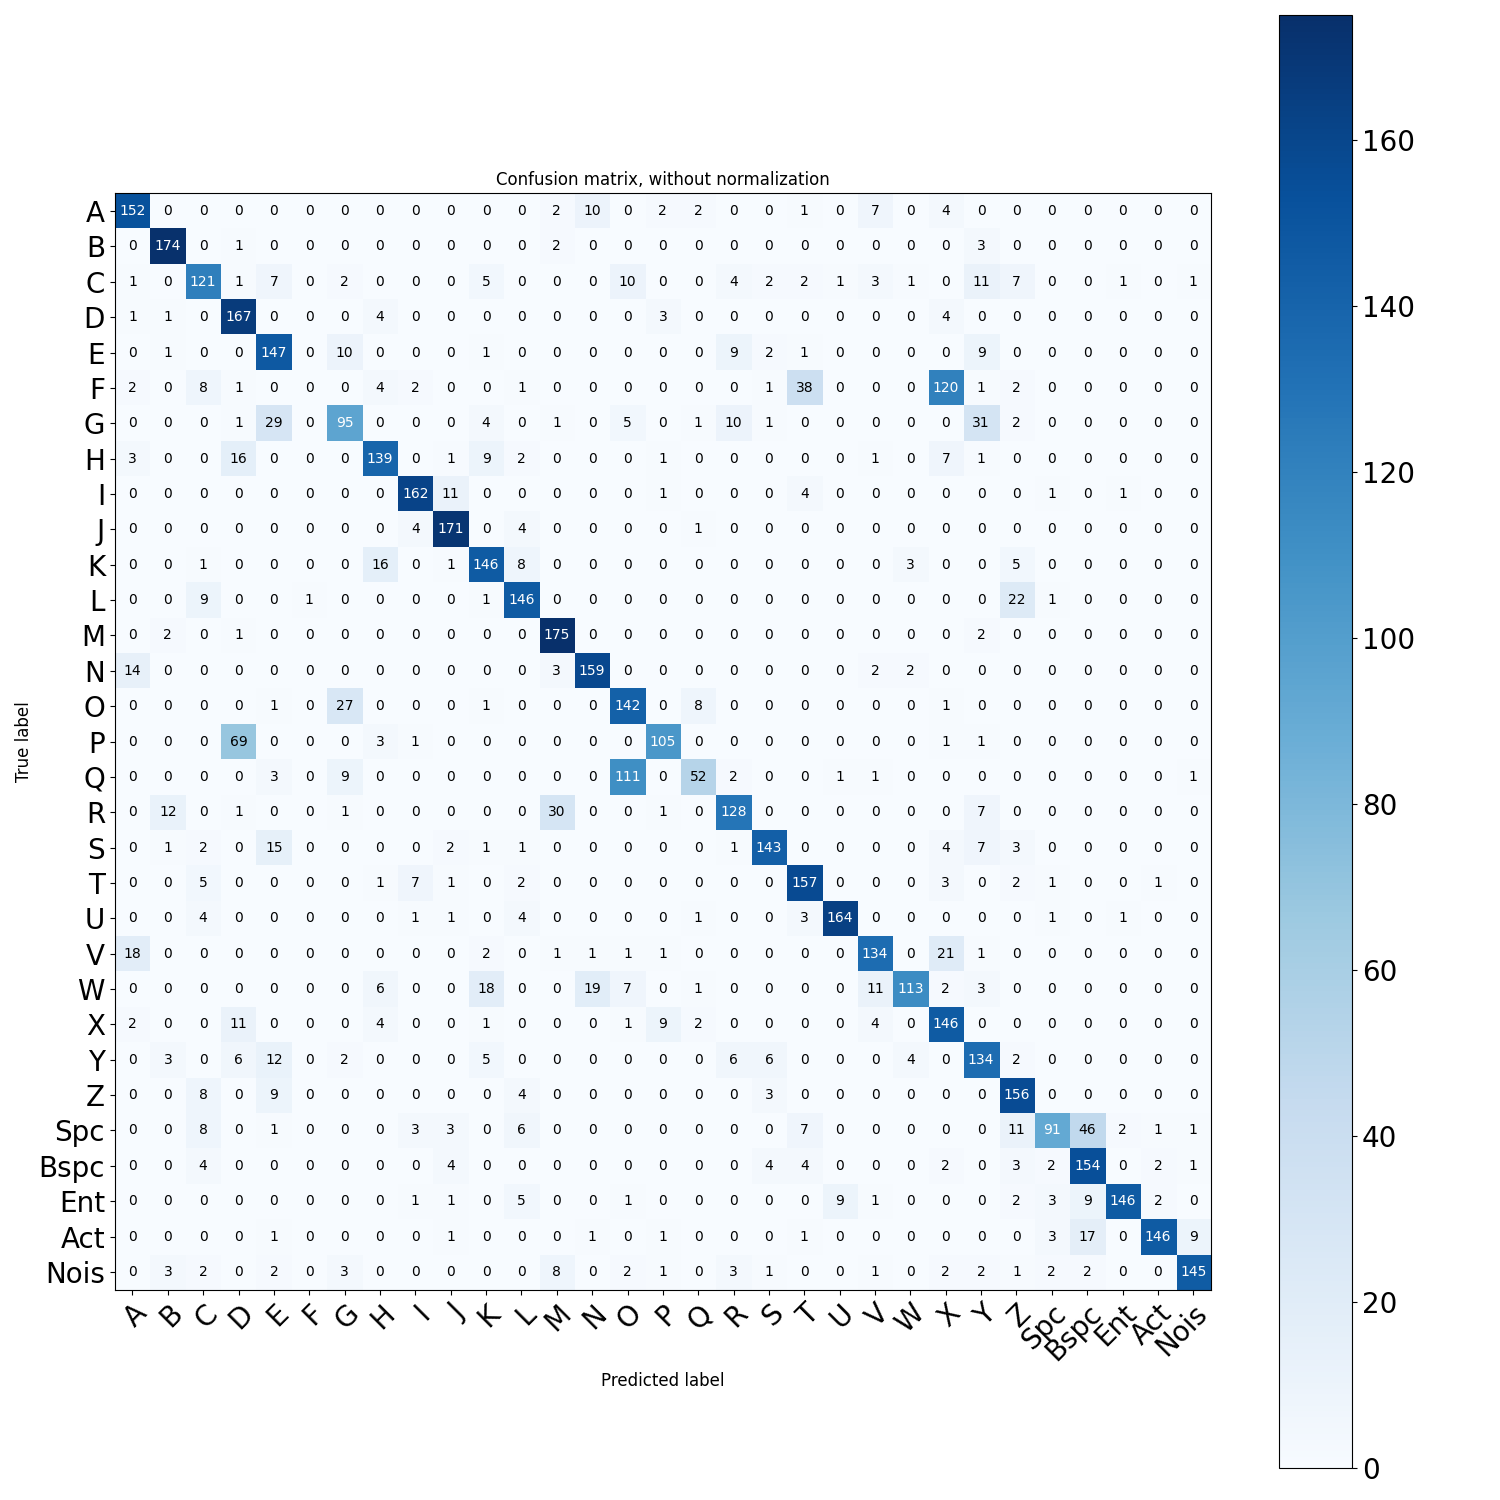 Confusion matrix, without normalization
A 152 0 0 0 0 0 0 0 0 0 0 0 2 10 0 2 2 0 0 1 0 7 0 4 0 0 0 0 0 0 0
B 0 174 0 1 0 0 0 0 0 0 0 0 2 0 0 0 0 0 0 0 0 0 0 0 3 0 0 0 0 0 0
C 1 0 121 1 7 0 2 0 0 0 5 0 0 0 10 0 0 4 2 2 1 3 1 0 11 7 0 0 1 0 1
D 1 1 0 167 0 0 0 4 0 0 0 0 0 0 0 3 0 0 0 0 0 0 0 4 0 0 0 0 0 0 0
E 0 1 0 0 147 0 10 0 0 0 1 0 0 0 0 0 0 9 2 1 0 0 0 0 9 0 0 0 0 0 0
F 2 0 8 1 0 0 0 4 2 0 0 1 0 0 0 0 0 0 1 38 0 0 0 120 1 2 0 0 0 0 0
G 0 0 0 1 29 0 95 0 0 0 4 0 1 0 5 0 1 10 1 0 0 0 0 0 31 2 0 0 0 0 0
H 3 0 0 16 0 0 0 139 0 1 9 2 0 0 0 1 0 0 0 0 0 1 0 7 1 0 0 0 0 0 0
I 0 0 0 0 0 0 0 0 162 11 0 0 0 0 0 1 0 0 0 4 0 0 0 0 0 0 1 0 1 0 0
J 0 0 0 0 0 0 0 0 4 171 0 4 0 0 0 0 1 0 0 0 0 0 0 0 0 0 0 0 0 0 0
K 0 0 1 0 0 0 0 16 0 1 146 8 0 0 0 0 0 0 0 0 0 0 3 0 0 5 0 0 0 0 0
L 0 0 9 0 0 1 0 0 0 0 1 146 0 0 0 0 0 0 0 0 0 0 0 0 0 22 1 0 0 0 0
M 0 2 0 1 0 0 0 0 0 0 0 0 175 0 0 0 0 0 0 0 0 0 0 0 2 0 0 0 0 0 0
N 14 0 0 0 0 0 0 0 0 0 0 0 3 159 0 0 0 0 0 0 0 2 2 0 0 0 0 0 0 0 0
O 0 0 0 0 1 0 27 0 0 0 1 0 0 0 142 0 8 0 0 0 0 0 0 1 0 0 0 0 0 0 0
P 0 0 0 69 0 0 0 3 1 0 0 0 0 0 0 105 0 0 0 0 0 0 0 1 1 0 0 0 0 0 0
Q 0 0 0 0 3 0 9 0 0 0 0 0 0 0 111 0 52 2 0 0 1 1 0 0 0 0 0 0 0 0 1
R 0 12 0 1 0 0 1 0 0 0 0 0 30 0 0 1 0 128 0 0 0 0 0 0 7 0 0 0 0 0 0
S 0 1 2 0 15 0 0 0 0 2 1 1 0 0 0 0 0 1 143 0 0 0 0 4 7 3 0 0 0 0 0
T 0 0 5 0 0 0 0 1 7 1 0 2 0 0 0 0 0 0 0 157 0 0 0 3 0 2 1 0 0 1 0
U 0 0 4 0 0 0 0 0 1 1 0 4 0 0 0 0 1 0 0 3 164 0 0 0 0 0 1 0 1 0 0
V 18 0 0 0 0 0 0 0 0 0 2 0 1 1 1 1 0 0 0 0 0 134 0 21 1 0 0 0 0 0 0
W 0 0 0 0 0 0 0 6 0 0 18 0 0 19 7 0 1 0 0 0 0 11 113 2 3 0 0 0 0 0 0
X 2 0 0 11 0 0 0 4 0 0 1 0 0 0 1 9 2 0 0 0 0 4 0 146 0 0 0 0 0 0 0
Y 0 3 0 6 12 0 2 0 0 0 5 0 0 0 0 0 0 6 6 0 0 0 4 0 134 2 0 0 0 0 0
Z 0 0 8 0 9 0 0 0 0 0 0 4 0 0 0 0 0 0 3 0 0 0 0 0 0 156 0 0 0 0 0
Spc 0 0 8 0 1 0 0 0 3 3 0 6 0 0 0 0 0 0 0 7 0 0 0 0 0 11 91 46 2 1 1
Bspc 0 0 4 0 0 0 0 0 0 4 0 0 0 0 0 0 0 0 4 4 0 0 0 2 0 3 2 154 0 2 1
Ent 0 0 0 0 0 0 0 0 1 1 0 5 0 0 1 0 0 0 0 0 9 1 0 0 0 2 3 9 146 2 0
Act 0 0 0 0 1 0 0 0 0 1 0 0 0 1 0 1 0 0 0 1 0 0 0 0 0 0 3 17 0 146 9
Nois 0 3 2 0 2 0 3 0 0 0 0 0 8 0 2 1 0 3 1 0 0 1 0 2 2 1 2 2 0 0 145
A B C D E F G H I J K L M N O P Q R S T U V W X Y Z Spc Bspc Ent Act Nois
True label
Predicted label
160
140
120
100
80
60
40
20
0